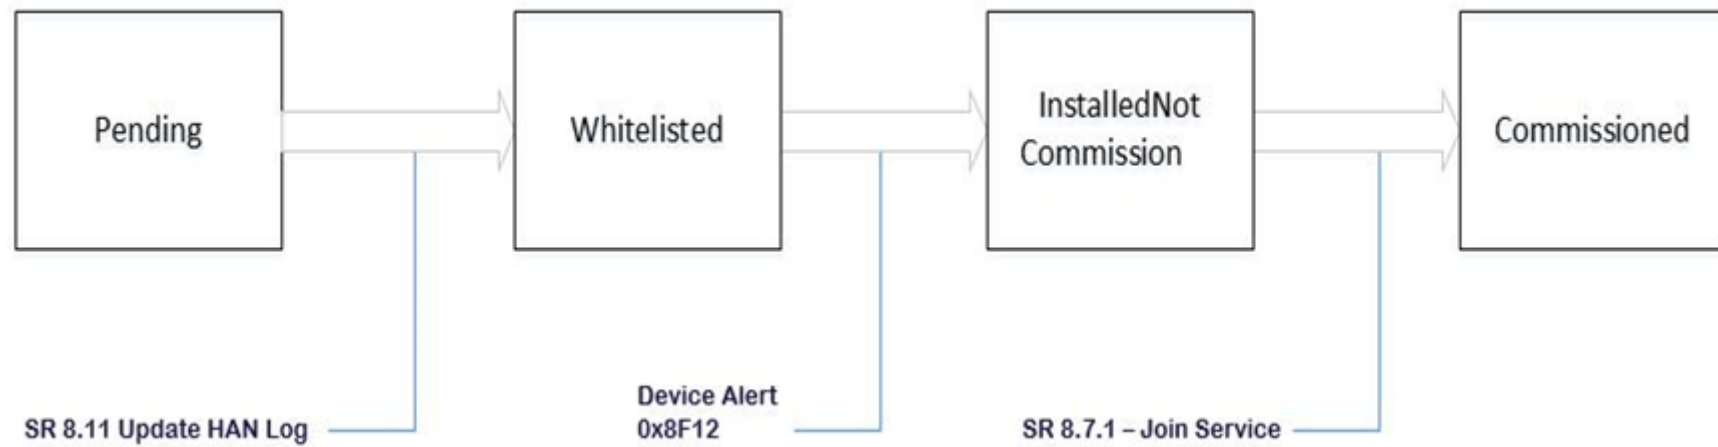 Pending
Whitelisted
InstalledNot
Commission
Commissioned
Device Alert
SR 8.11 Update HAN Log
0x8F12
SR 8.7.1 – Join Service